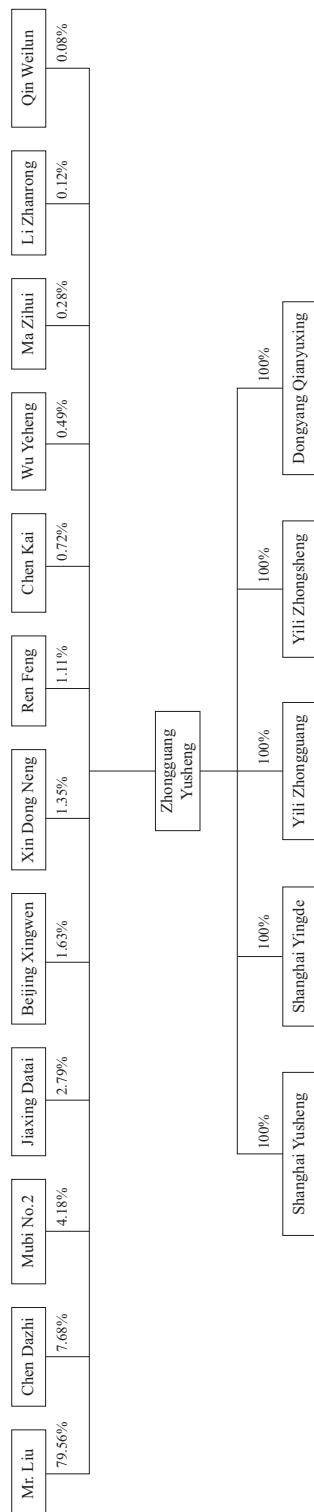 Mr. Liu
Chen Dazhi
Mubi No.2
Jiaxing Datai
Beijing Xingwen
Xin Dong Neng
Ren Feng
Chen Kai
Wu Yeheng
Ma Zihui
Li Zhanrong
Qin Weilun
79.56%
7.68%
4.18%
2.79%
1.63%
1.35%
1.11%
0.72%
0.49%
0.28%
0.12%
0.08%
Zhongguang
Yusheng
100%
100%
100%
100%
100%
Shanghai Yusheng
Shanghai Yingde
Yili Zhongguang
Yili Zhongsheng
Dongyang Qianyuxing